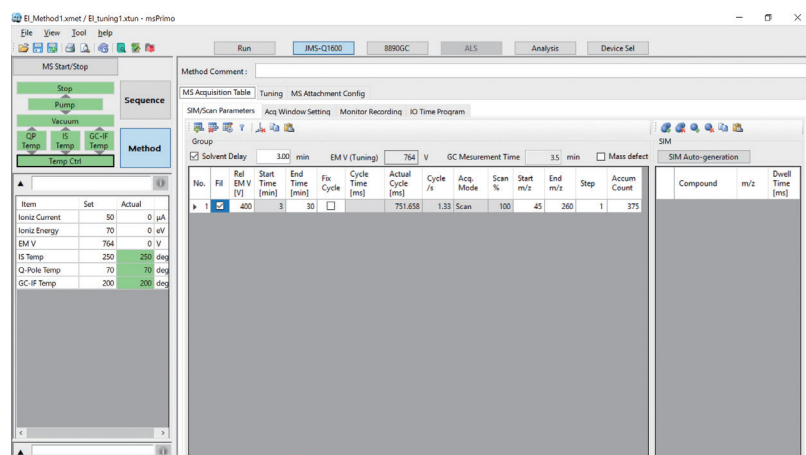 EI_Method1.xmet / EI_tuning1.xtun - msPrimo
File View Tool help
Run JMS-Q1600 8890GC ALS Analysis Device Sel
MS Start/Stop
Stop
Pump
Vacuum
QP Temp IS Temp GC-IF Temp
Temp Ctrl
Sequence
Method
Item Set Actual
Ioniz Current 50 0 µA
Ioniz Energy 70 0 eV
EM V 764 0 V
IS Temp 250 250 deg
Q-Pole Temp 70 70 deg
GC-IF Temp 200 200 deg
Method Comment :
MS Acquisition Table Tuning MS Attachment Config
SIM/Scan Parameters Acq Window Setting Monitor Recording IO Time Program
Group
Solvent Delay 3.00 min EM V (Tuning) 764 V GC Mesurement Time 3.5 min Mass defect
No. Fil Rel EM V [V] Start Time [min] End Time [min] Fix Cycle Cycle Time [ms] Actual Cycle [ms] Cycle /s Acq. Mode Scan % Start m/z End m/z Step Accum Count
1 400 3 30 751.658 1.33 Scan 100 45 260 1 375
SIM
SIM Auto-generation
Compound m/z Dwell Time [ms]